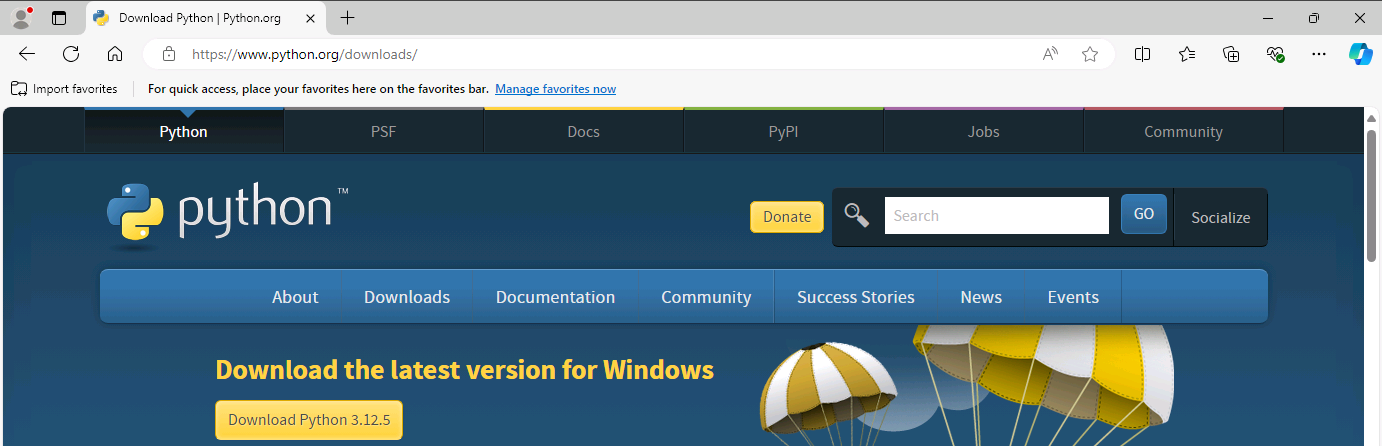 Download Python | Python.org
https://www.python.org/downloads/
Import favorites For quick access, place your favorites here on the favorites bar. Manage favorites now
Python PSF Docs PyPI Jobs Community
python™
Donate Search GO Socialize
About Downloads Documentation Community Success Stories News Events
Download the latest version for Windows
Download Python 3.12.5